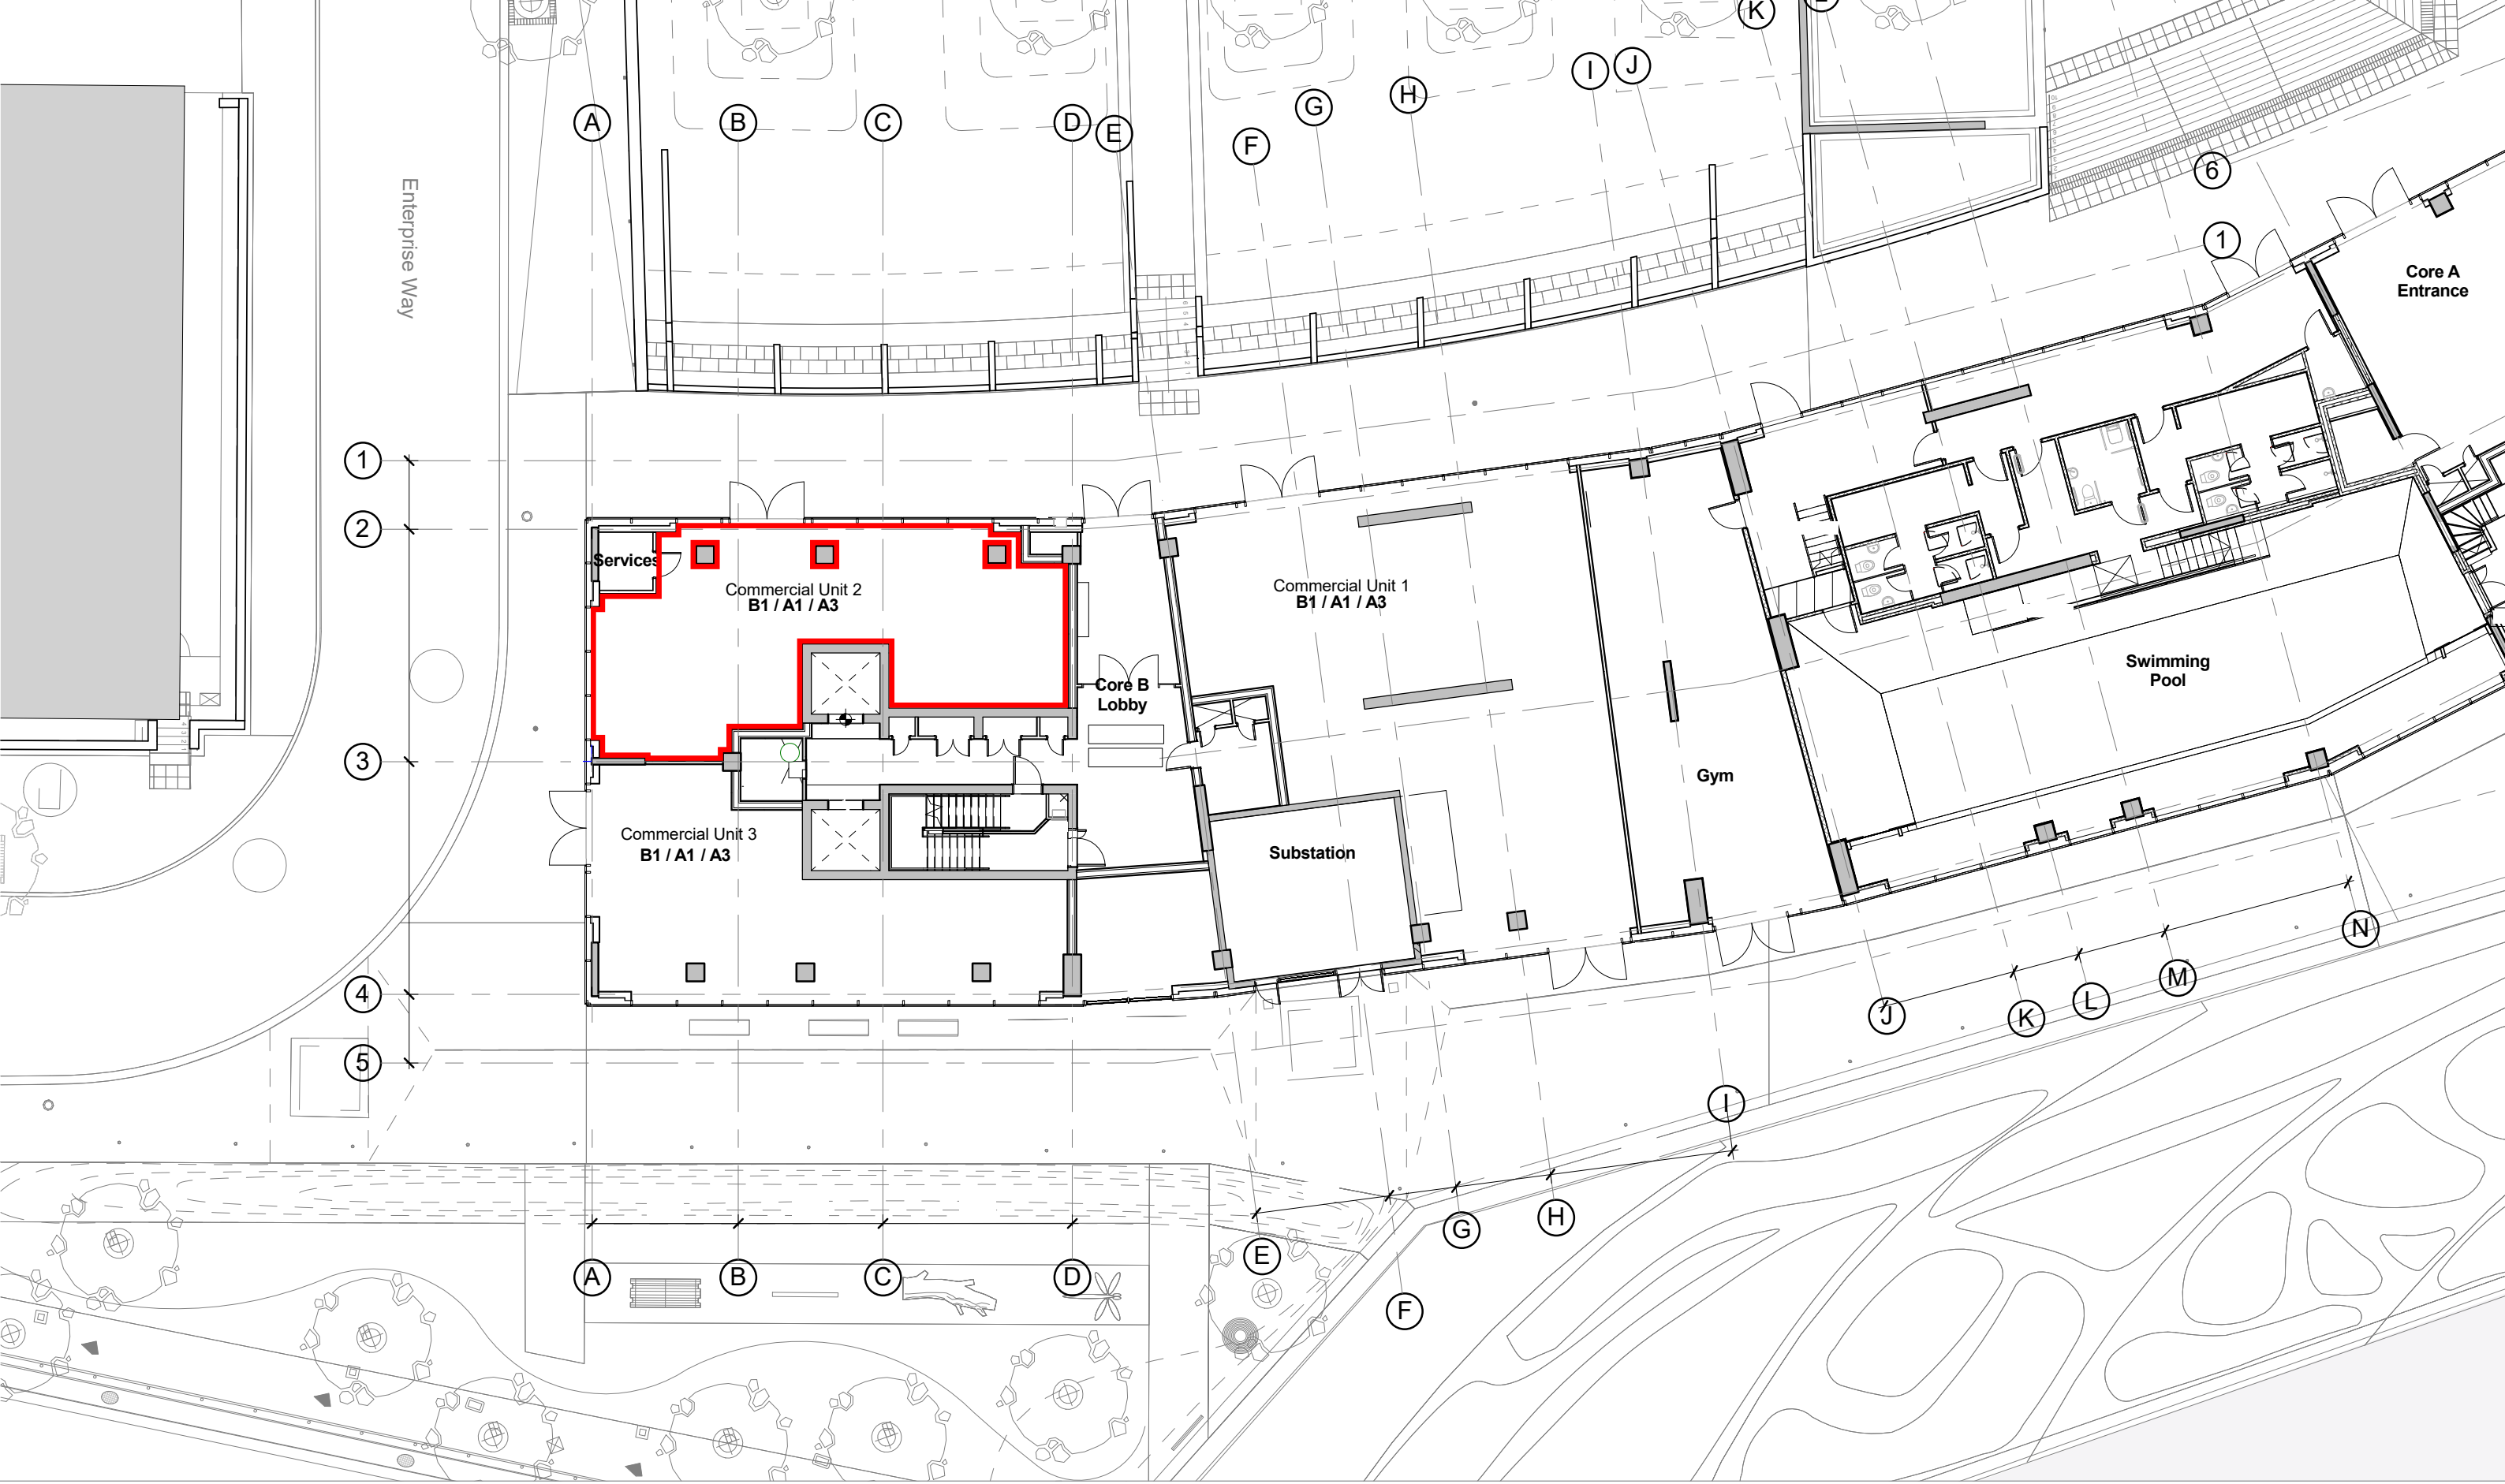 K
I
J
H
G
A
B
C
D
E
F
6
Enterprise Way
1
Core A
Entrance
1
2
Services
Commercial Unit 2
B1 / A1 / A3
Commercial Unit 1
B1 / A1 / A3
Core B
Lobby
Swimming
Pool
3
Gym
Commercial Unit 3
B1 / A1 / A3
Substation
4
5
N
M
L
J
K
I
H
G
E
A
B
C
D
F